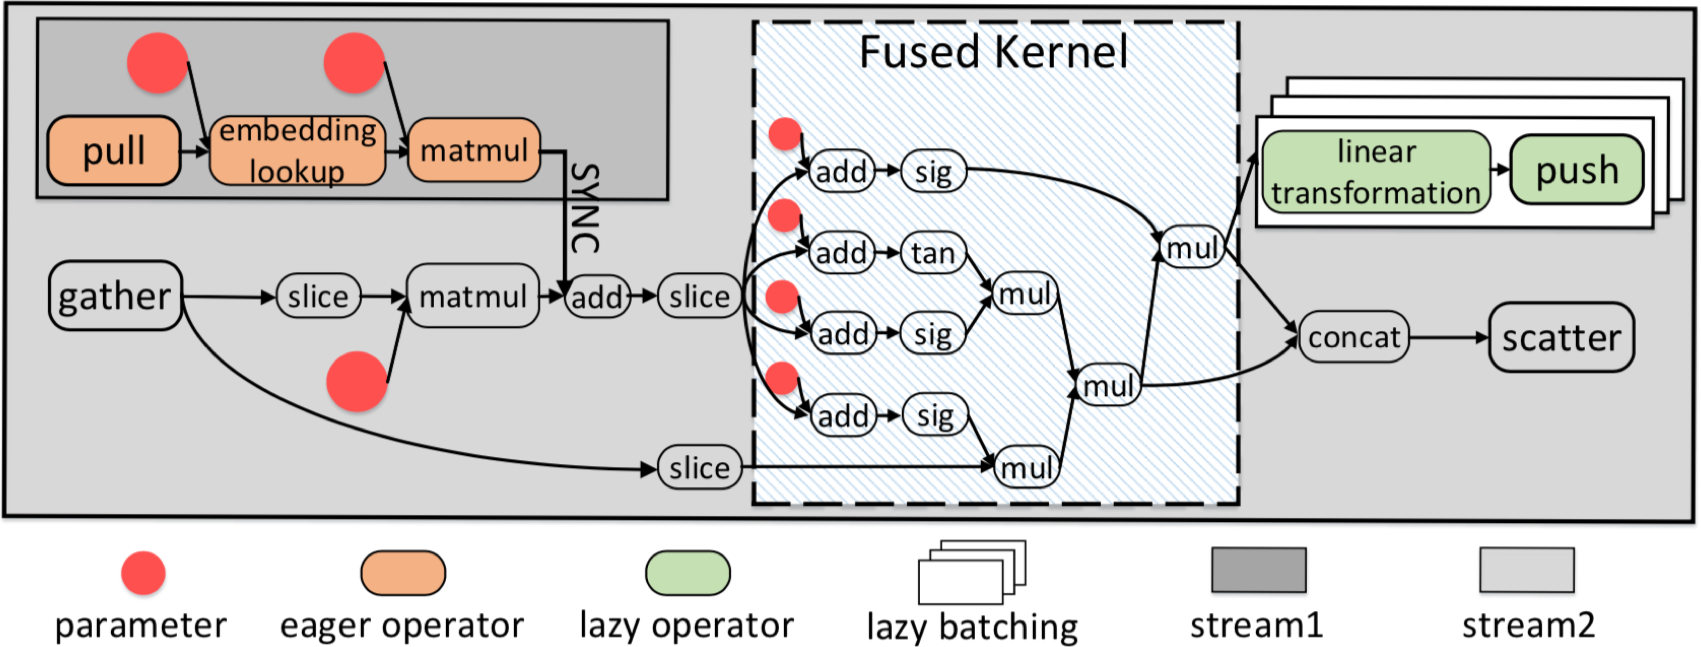 Fused Kernel
pull
embedding
lookup
matmul
SYNC
add
sig
linear
transformation
push
add
tan
mul
gather
slice
matmul
add
slice
mul
add
sig
concat
scatter
mul
add
sig
slice
mul
parameter
eager operator
lazy operator
lazy batching
stream1
stream2